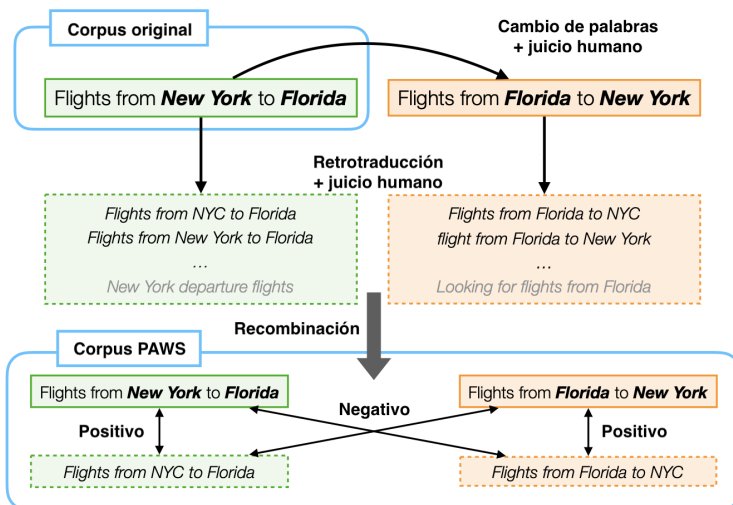 Corpus original
Cambio de palabras
+ juicio humano
Flights from New York to Florida
Flights from Florida to New York
Retrotraducción
+ juicio humano
Flights from NYC to Florida
Flights from New York to Florida
...
New York departure flights
Flights from Florida to NYC
flight from Florida to New York
...
Looking for flights from Florida
Recombinación
Corpus PAWS
Flights from New York to Florida
Flights from Florida to New York
Negativo
Positivo
Positivo
Flights from NYC to Florida
Flights from Florida to NYC